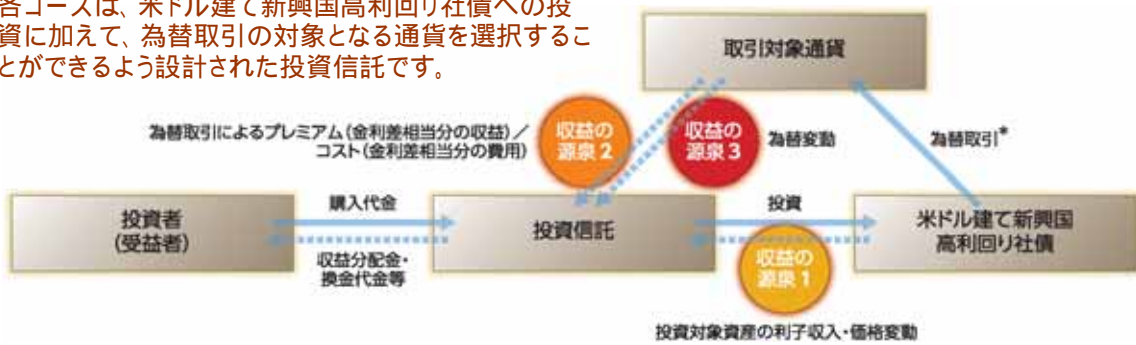 各コースは、米ドル建て新興国高利回り社債への投
資に加えて、為替取引の対象となる通貨を選択するこ
とができるよう設計された投資信託です。
取引対象通貨
為替取引によるプレミアム(金利差相当分の収益)/
コスト(金利差相当分の費用)
収益の
源泉2
収益の
源泉3
為替変動
為替取引*
投資者
(受益者)
購入代金
収益分配金・
換金代金等
投資信託
投資
収益の
源泉1
米ドル建て新興国
高利回り社債
投資対象資産の利子収入・価格変動